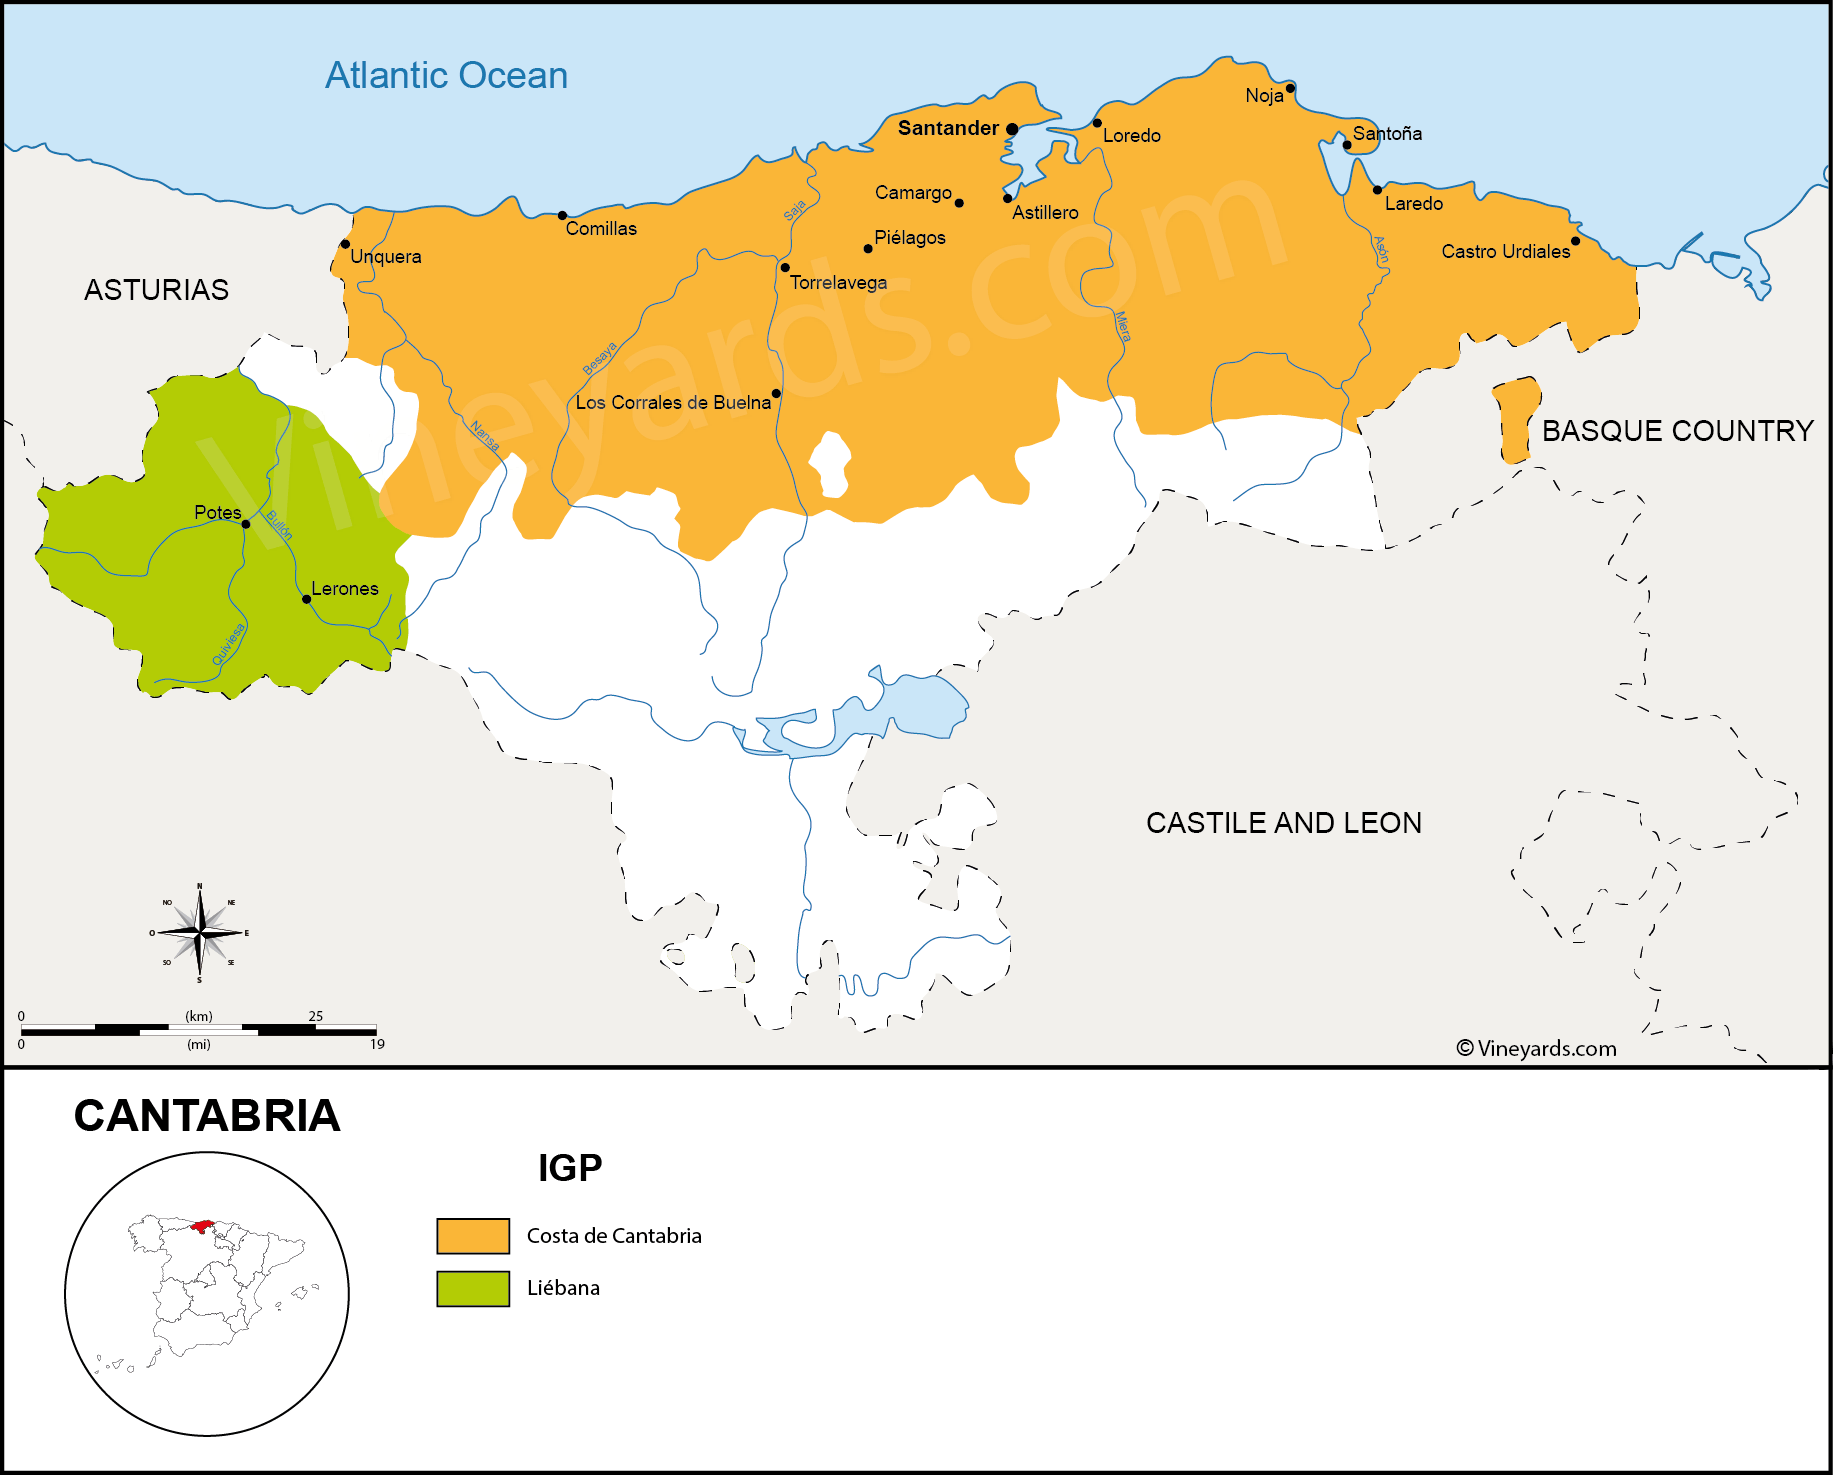 Atlantic Ocean
Noja
Santander
Loredo
Santoña
Camargo
Astillero
Laredo
Saja
Comillas
Piélagos
Asón
Castro Urdiales
Unquera
Torrelavega
ASTURIAS
Vineyards.com
Miera
Besaya
Los Corrales de Buelna
Nansa
BASQUE COUNTRY
Potes
Bullón
Lerones
Quiviesa
CASTILE AND LEON
N
NO
NE
O
E
SO
SE
S
0 (km) 25
0 (mi) 19
© Vineyards.com
CANTABRIA
IGP
Costa de Cantabria
Liébana